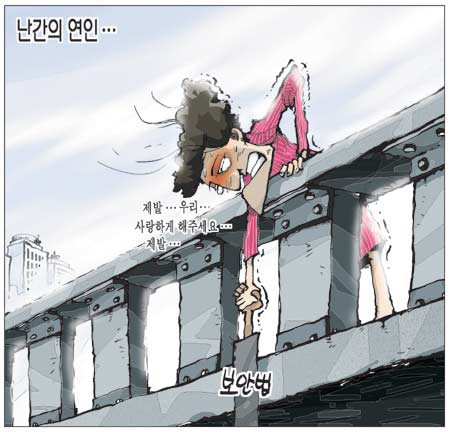 난간의 연인…
제발…우리…
사랑하게 해주세요…
제발…
보안법